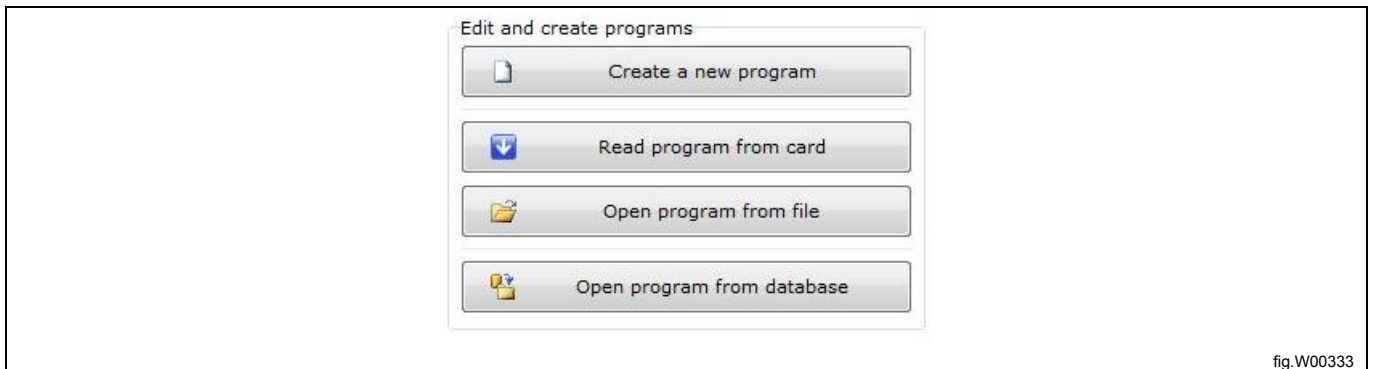 Edit and create programs
Create a new program
Read program from card
Open program from file
Open program from database
fig.W00333